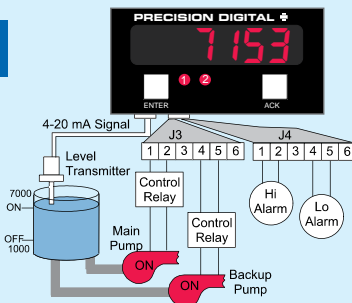 PRECISION DIGITAL
7153
1 2
ENTER ACK
4-20 mA Signal
J3 J4
1 2 3 4 5 6 1 2 3 4 5 6
Level
Transmitter
Control
Relay
Hi
Alarm
Lo
Alarm
7000
ON
OFF
1000
Control
Relay
Main
Pump
ON
Backup
Pump
ON